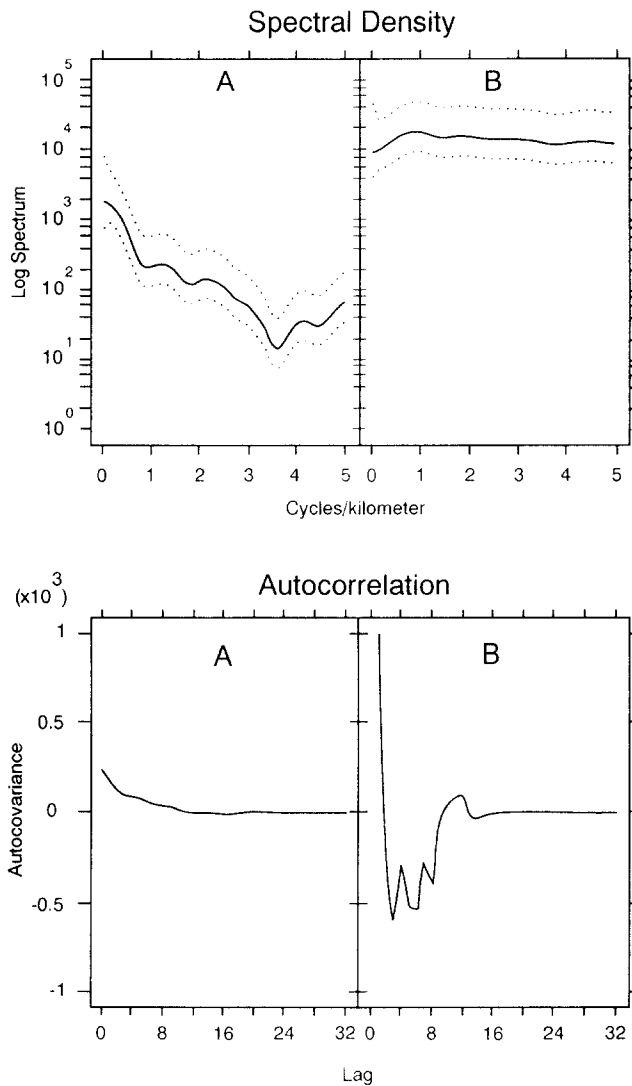 Spectral Density
A B
10^5
10^4
10^3
10^2
10^1
10^0
Log Spectrum
0 1 2 3 4 5 0 1 2 3 4 5
Cycles/kilometer
Autocorrelation
(x10^3)
A B
1
0.5
0
-0.5
-1
Autocovariance
0 8 16 24 32 0 8 16 24 32
Lag